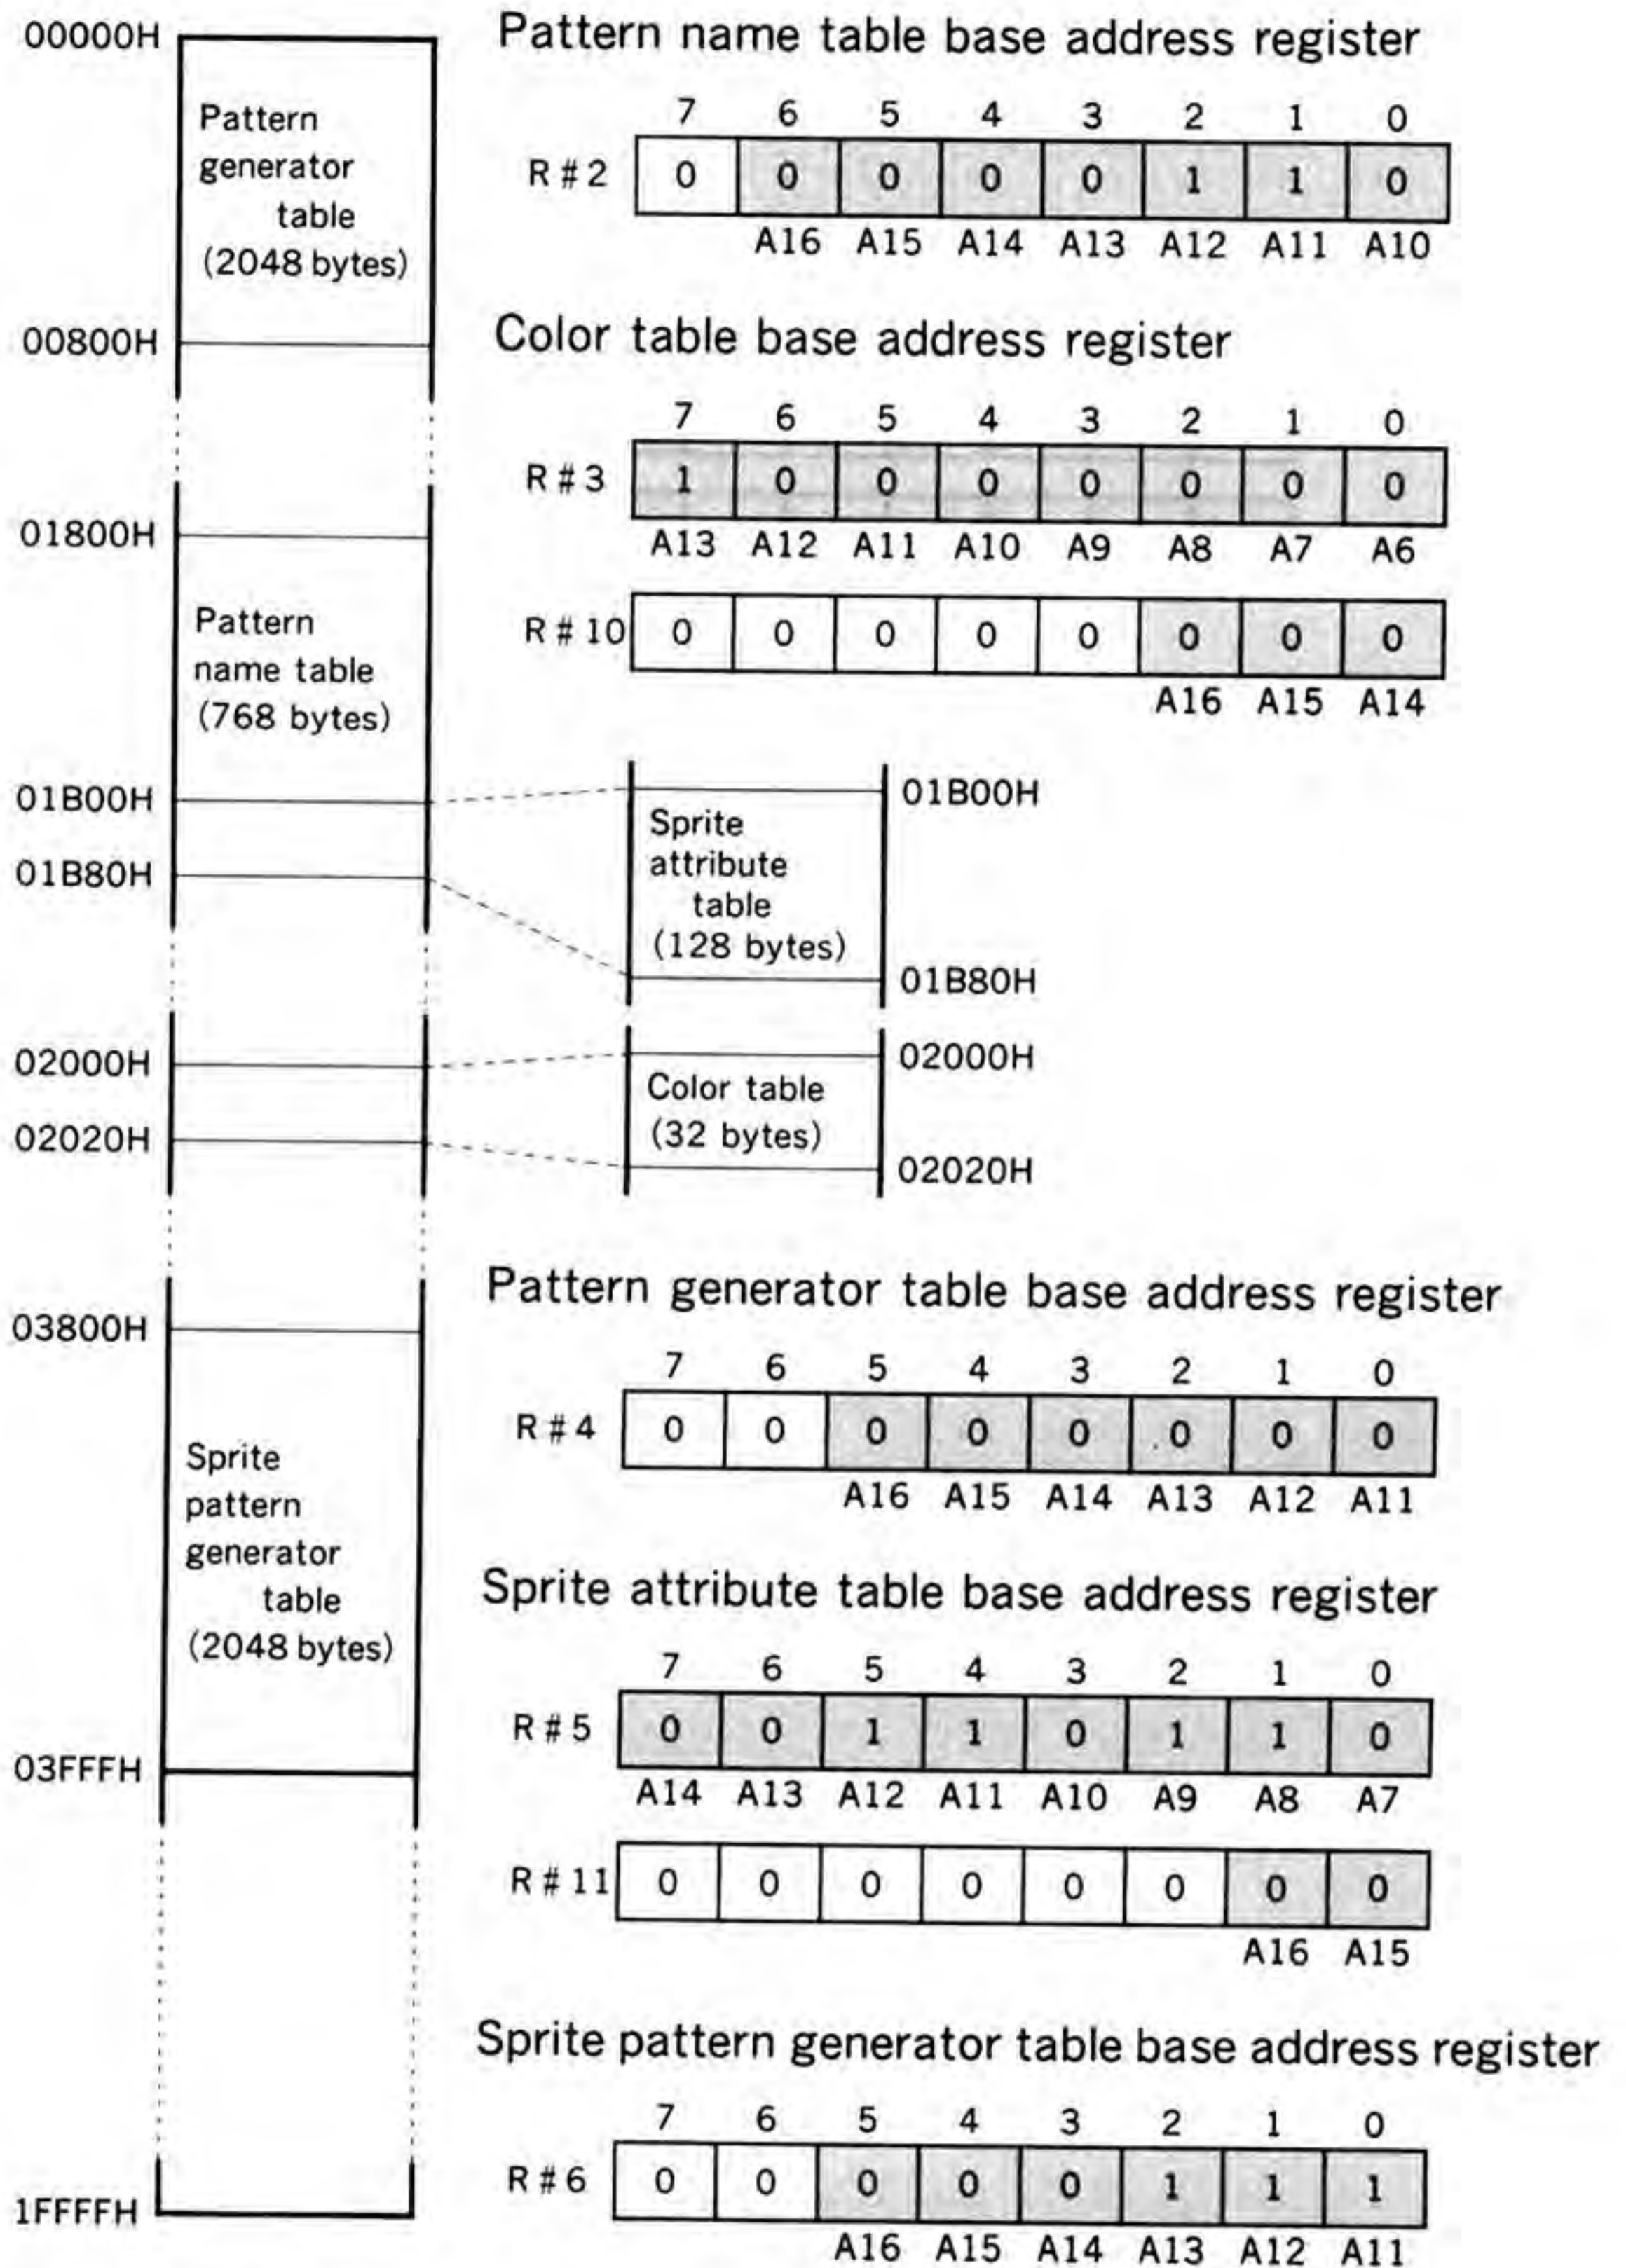 00000H
Pattern
generator
table
(2048 bytes)
00800H
01800H
Pattern
name table
(768 bytes)
01B00H
01B80H
02000H
02020H
03800H
Sprite
pattern
generator
table
(2048 bytes)
03FFFH
1FFFFH
Pattern name table base address register
7 6 5 4 3 2 1 0
R#2 0 0 0 0 0 1 1 0
A16 A15 A14 A13 A12 A11 A10
Color table base address register
7 6 5 4 3 2 1 0
R#3 1 0 0 0 0 0 0 0
A13 A12 A11 A10 A9 A8 A7 A6
R#10 0 0 0 0 0 0 0 0
A16 A15 A14
01B00H
Sprite
attribute
table
(128 bytes)
01B80H
02000H
Color table
(32 bytes)
02020H
Pattern generator table base address register
7 6 5 4 3 2 1 0
R#4 0 0 0 0 0 0 0 0
A16 A15 A14 A13 A12 A11
Sprite attribute table base address register
7 6 5 4 3 2 1 0
R#5 0 0 1 1 0 1 1 0
A14 A13 A12 A11 A10 A9 A8 A7
R#11 0 0 0 0 0 0 0 0
A16 A15
Sprite pattern generator table base address register
7 6 5 4 3 2 1 0
R#6 0 0 0 0 0 1 1 1
A16 A15 A14 A13 A12 A11